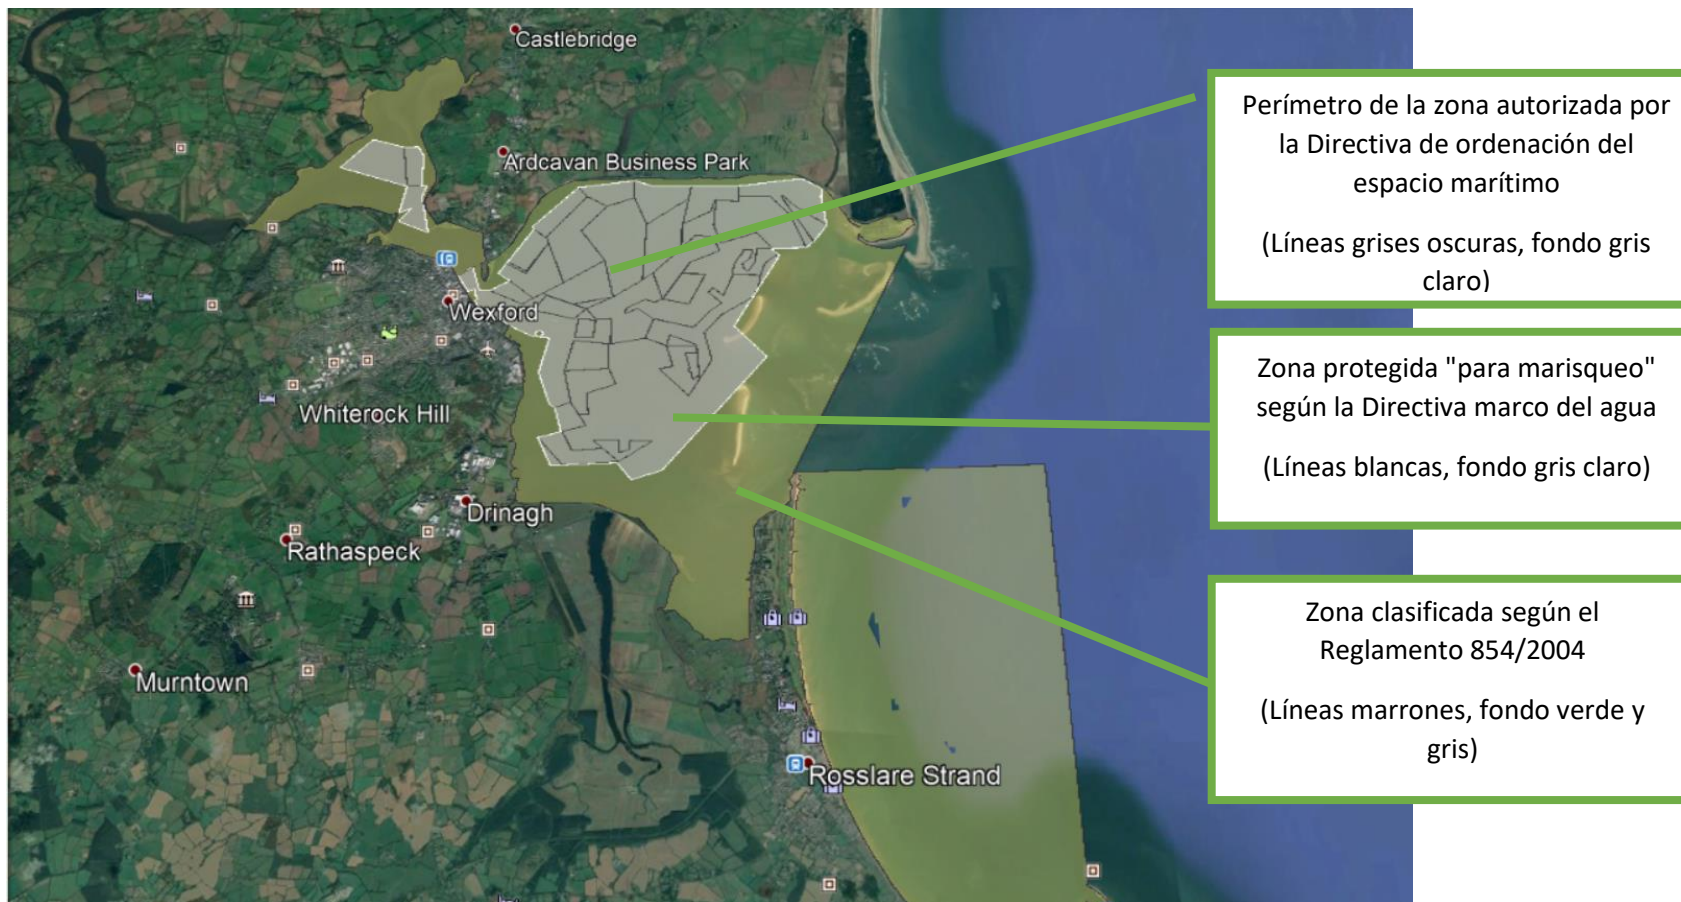 Castlebridge
Ardcavan Business Park
Wexford
Whiterock Hill
Drinagh
Rathaspeck
Murntown
Rosslare Strand
Perímetro de la zona autorizada por
la Directiva de ordenación del
espacio marítimo
(Líneas grises oscuras, fondo gris
claro)
Zona protegida "para marisqueo"
según la Directiva marco del agua
(Líneas blancas, fondo gris claro)
Zona clasificada según el
Reglamento 854/2004
(Líneas marrones, fondo verde y
gris)